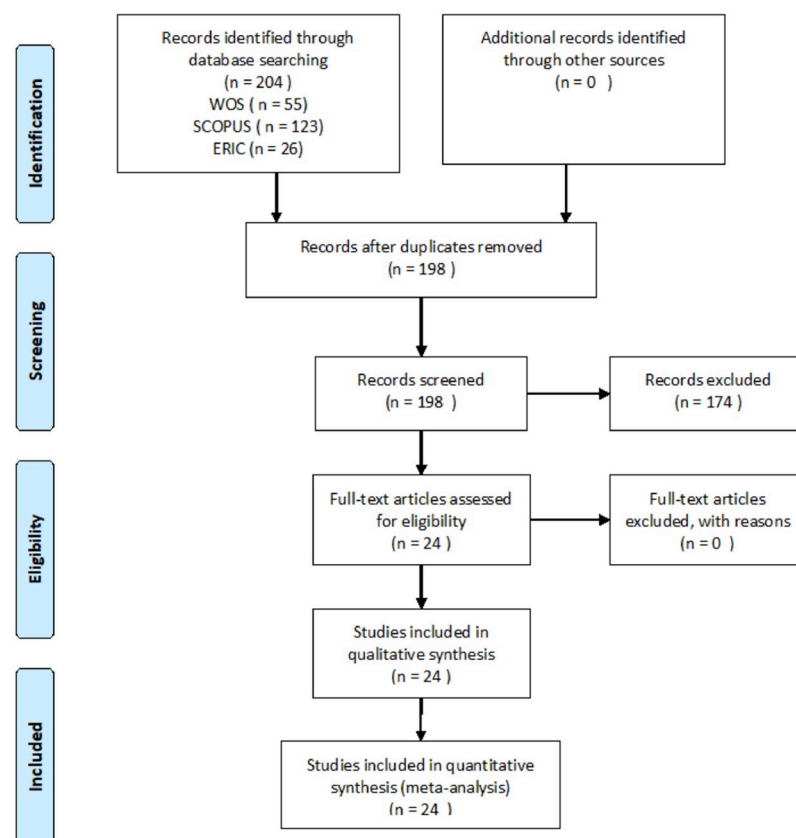 Identification
Records identified through
database searching
(n = 204)
WOS ( n = 55)
SCOPUS ( n = 123)
ERIC (n = 26)
Additional records identified
through other sources
(n = 0 )
Records after duplicates removed
(n = 198 )
Screening
Records screened
(n = 198 )
Records excluded
(n = 174 )
Eligibility
Full-text articles assessed
for eligibility
(n = 24 )
Full-text articles
excluded, with reasons
(n = 0 )
Studies included in
qualitative synthesis
(n = 24 )
Included
Studies included in quantitative
synthesis (meta-analysis)
(n = 24 )